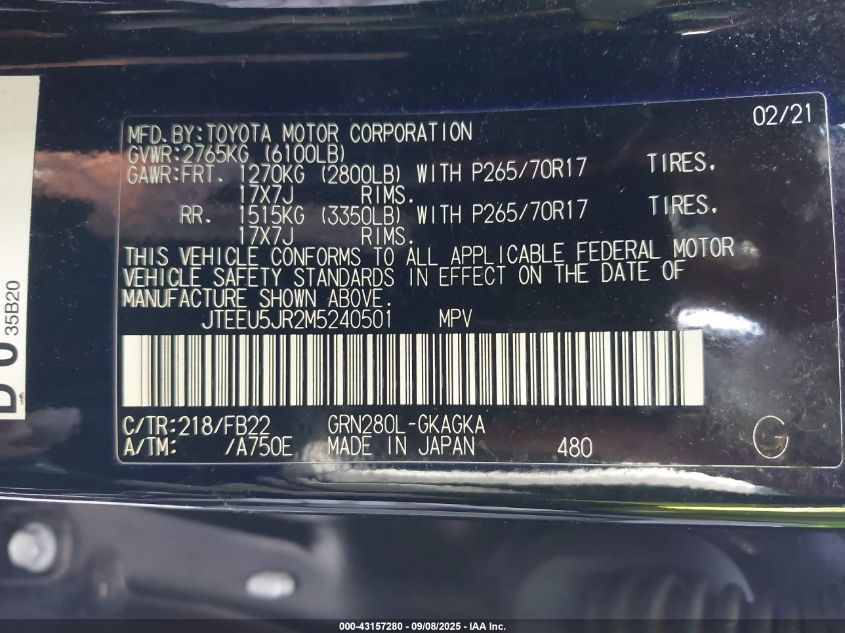 02/21
MFD.BY:TOYOTA MOTOR CORPORATION
GVWR:2765KG (6100LB)
GAWR:FRT. 1270KG (2800LB) WITH P265/70R17 TIRES.
17X7J RIMS.
RR. 1515KG (3350LB) WITH P265/70R17 TIRES.
17X7J RIMS.
THIS VEHICLE CONFORMS TO ALL APPLICABLE FEDERAL MOTOR
VEHICLE SAFETY STANDARDS IN EFFECT ON THE DATE OF
MANUFACTURE SHOWN ABOVE.
JTEEU5JR2M5240501 MPV
C/TR:218/FB22 GRN280L-GKAGKA
A/TM: /A750E MADE IN JAPAN 480
G
35B20
000-43157280 - 09/08/2025 - IAA Inc.